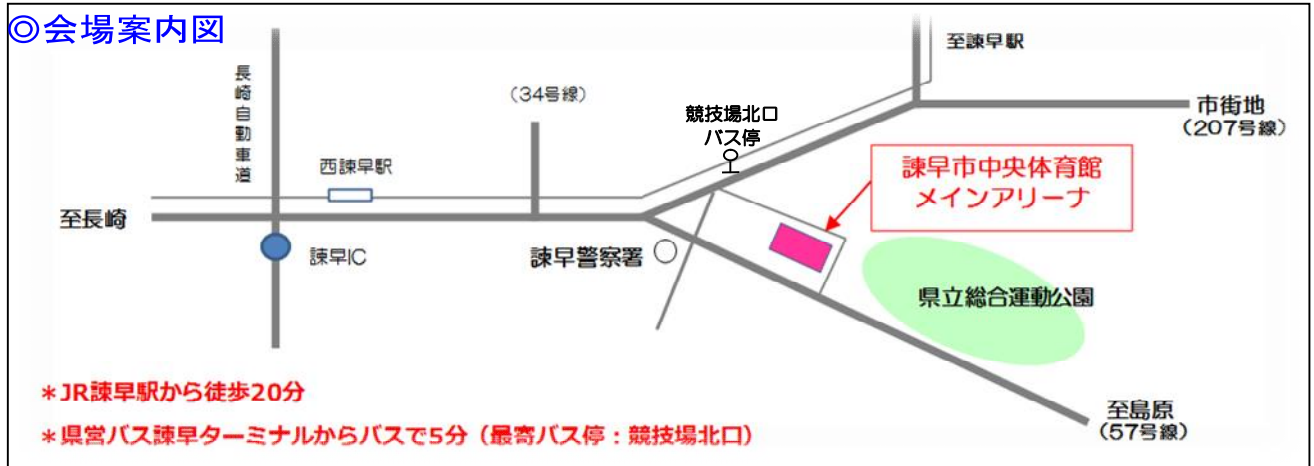 ◎会場案内図
至諫早駅
長崎自動車道
(34号線)
競技場北口
バス停
市街地
(207号線)
西諫早駅
諫早市中央体育館
メインアリーナ
至長崎
諫早IC
諫早警察署
県立総合運動公園
*JR諫早駅から徒歩20分
至島原
(57号線)
*県営バス諫早ターミナルからバスで5分(最寄バス停:競技場北口)